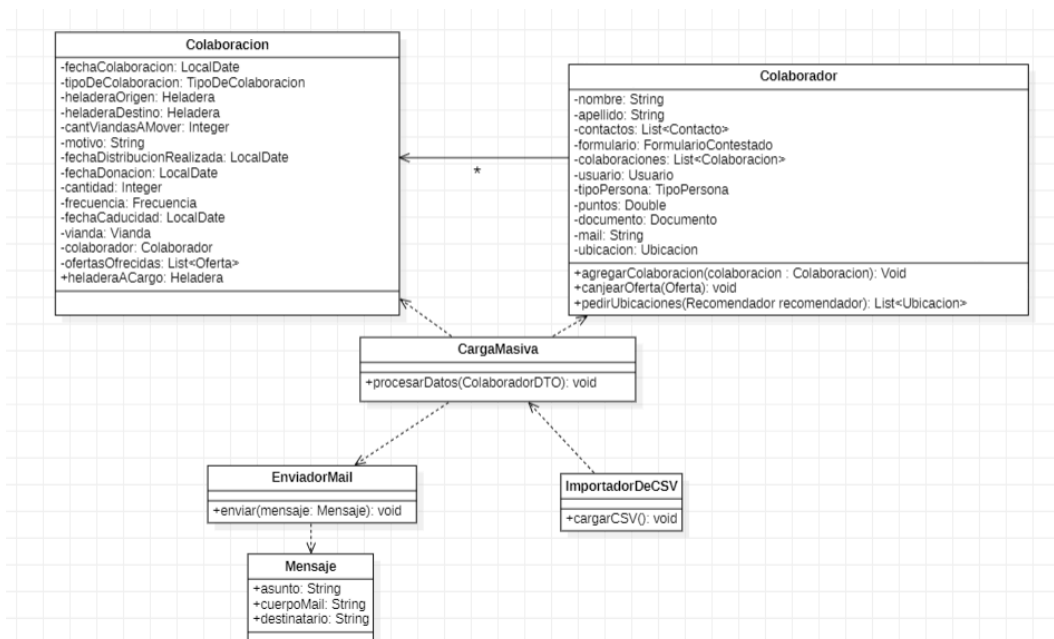 Colaboracion
-fechaColaboracion: LocalDate
-tipoDeColaboracion: TipoDeColaboracion
-heladeraOrigen: Heladera
-heladeraDestino: Heladera
-cantViandasAMover: Integer
-motivo: String
-fechaDistribucionRealizada: LocalDate
-fechaDonacion: LocalDate
-cantidad: Integer
-frecuencia: Frecuencia
-fechaCaducidad: LocalDate
-vianda: Vianda
-colaborador: Colaborador
-ofertasOfrecidas: List<Oferta>
+heladeraACargo: Heladera
*
Colaborador
-nombre: String
-apellido: String
-contactos: List<Contacto>
-formulario: FormularioContestado
-colaboraciones: List<Colaboracion>
-usuario: Usuario
-tipoPersona: TipoPersona
-puntos: Double
-documento: Documento
-mail: String
-ubicacion: Ubicacion
+agregarColaboracion(colaboracion : Colaboracion): Void
+canjearOferta(Oferta): void
+pedirUbicaciones(Recomendador recomendador): List<Ubicacion>
CargaMasiva
+procesarDatos(ColaboradorDTO): void
EnviadorMail
+enviar(mensaje: Mensaje): void
ImportadorDeCSV
+cargarCSV(): void
Mensaje
+asunto: String
+cuerpoMail: String
+destinatario: String